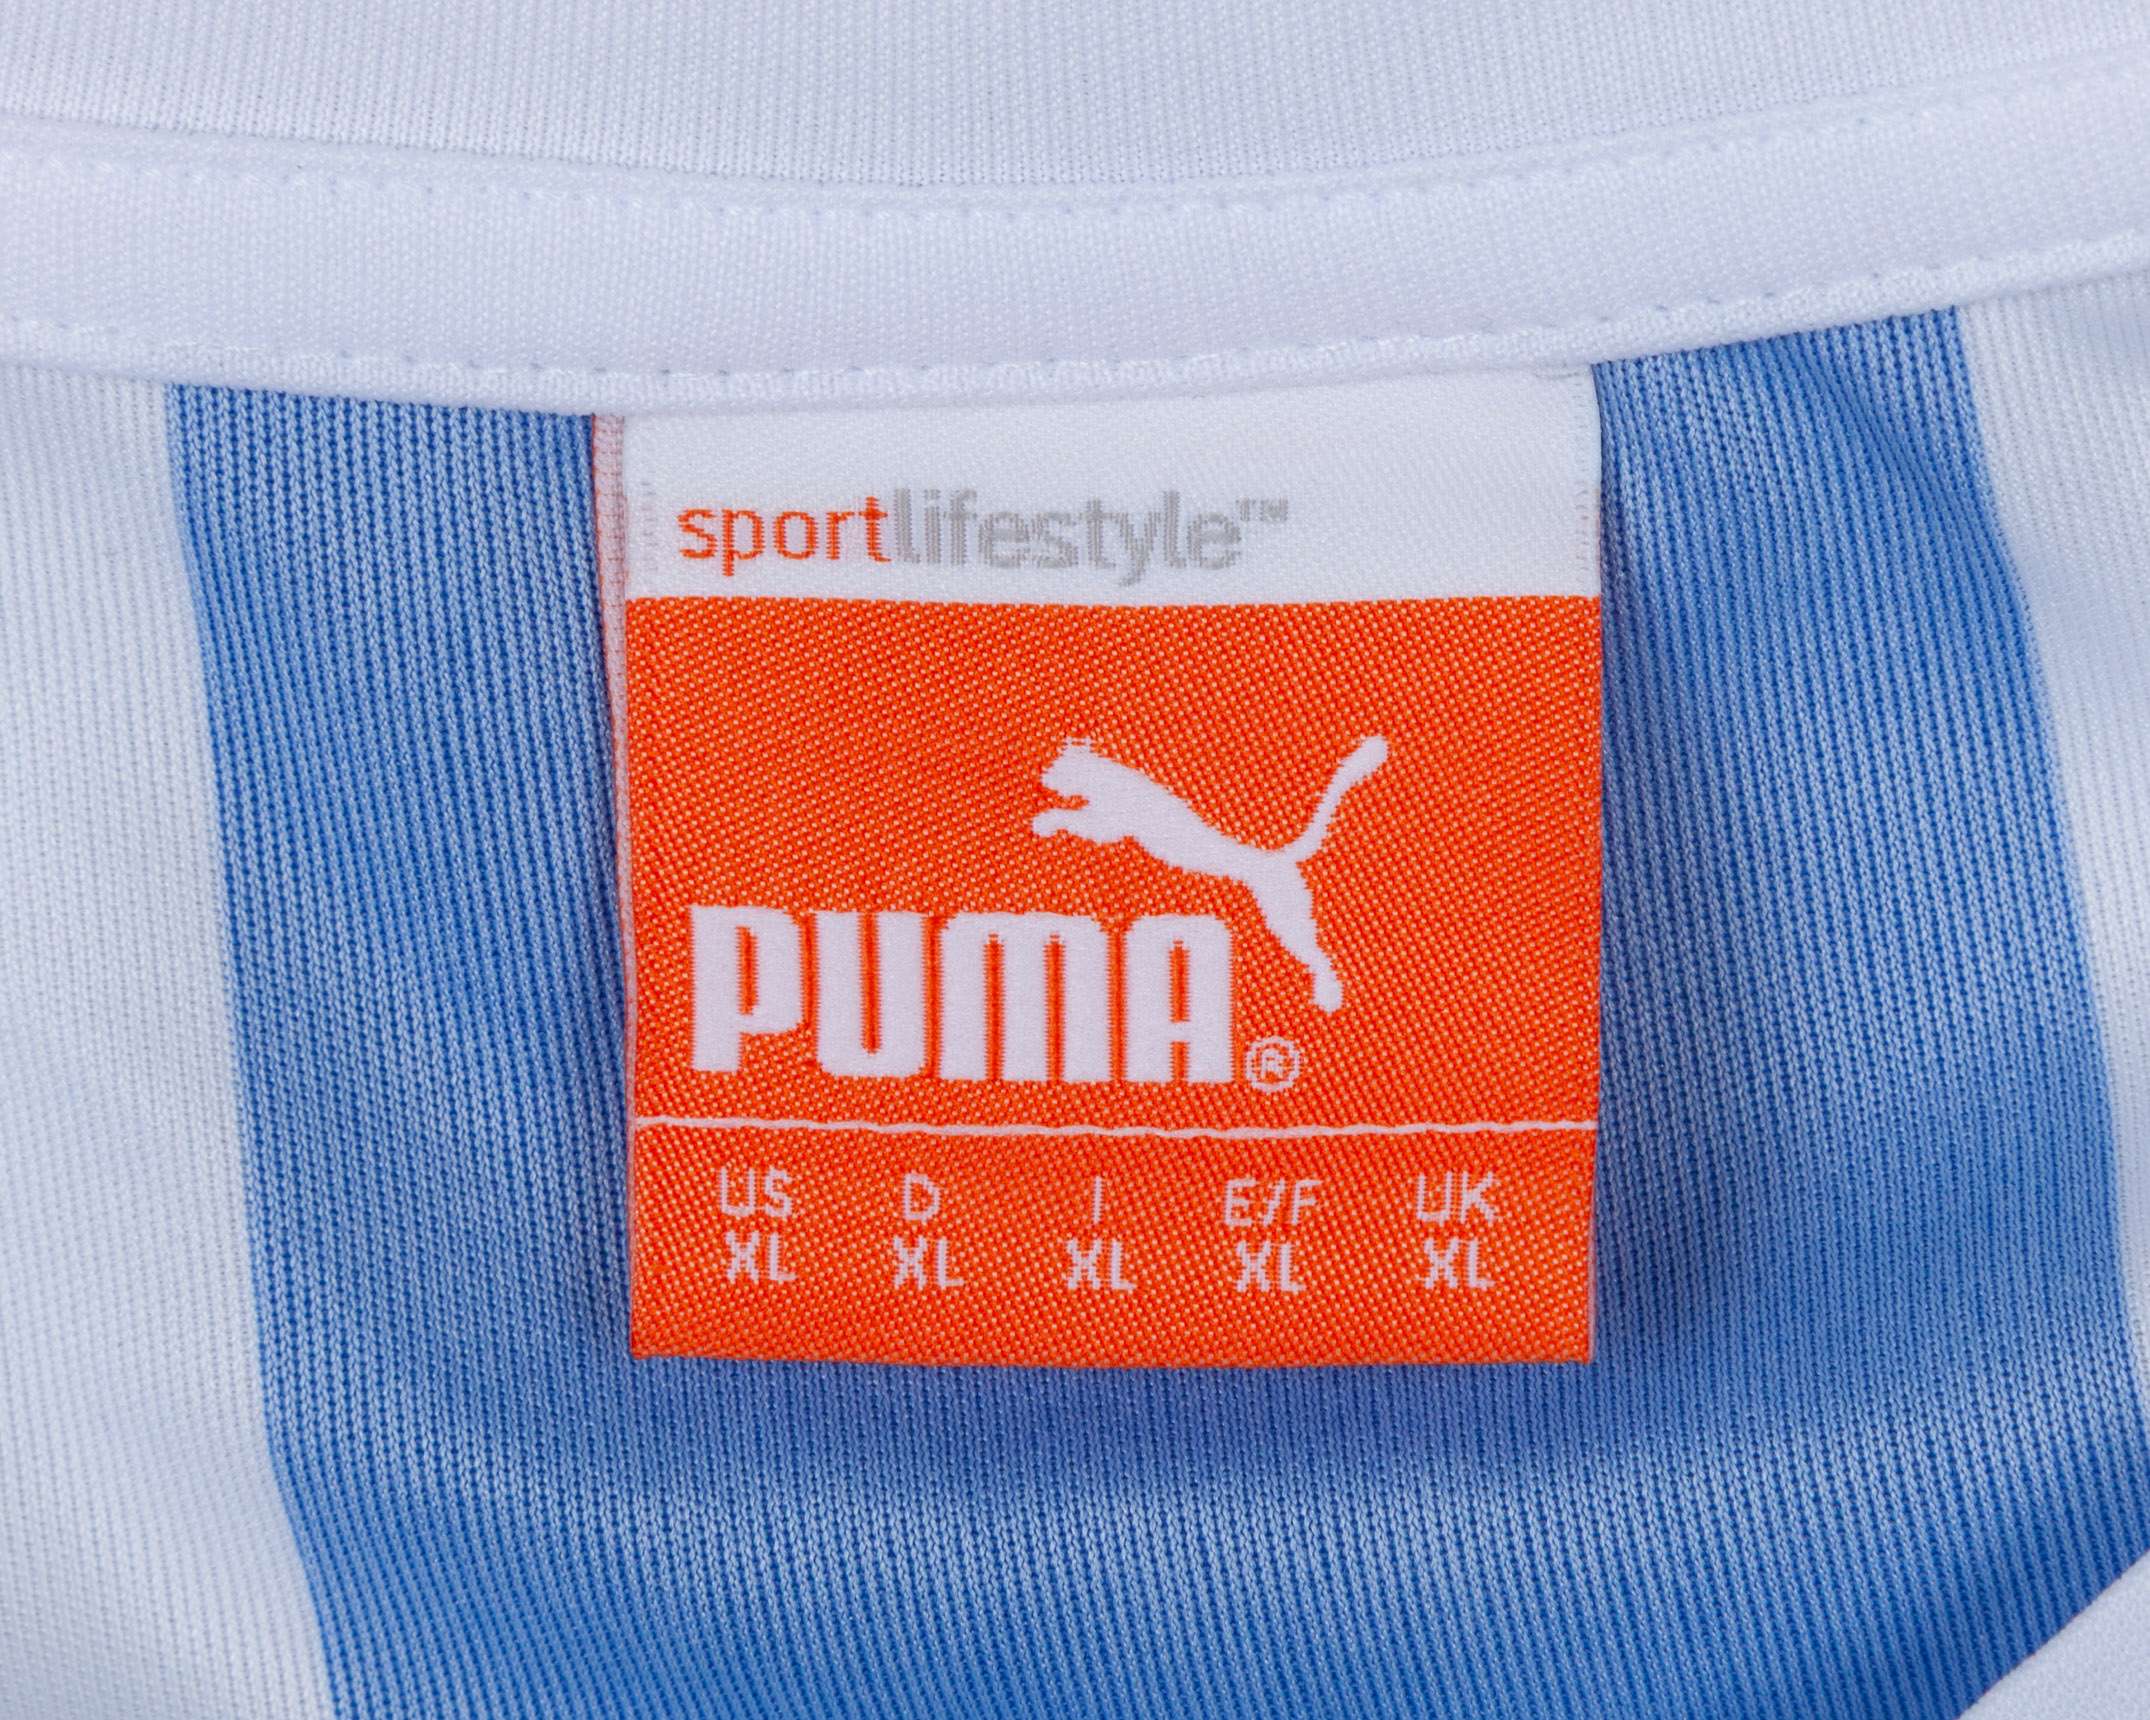 sportlifestyle™
PUMA®
US D I E/F UK
XL XL XL XL XL